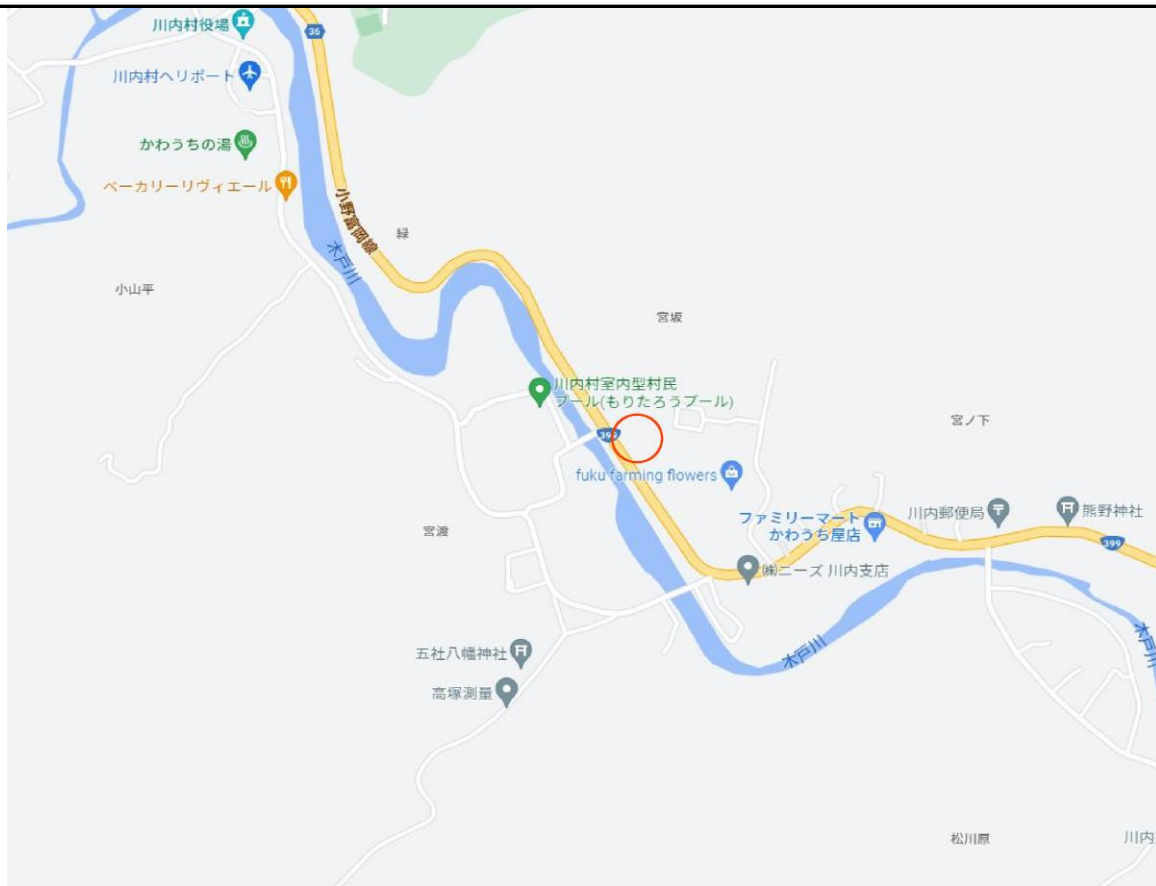 川内村役場
36
川内村ヘリポート
かわうちの湯
ベーカリーリヴィエール
小野富岡線
緑
木戸川
小山平
宮坂
川内村室内型村民
プール(もりたろうプール)
宮ノ下
399
fuku farming flowers
ファミリーマート
かわうち屋店
川内郵便局
熊野神社
宮渡
399
㈱ニーズ 川内支店
五社八幡神社
木戸川
木戸川
高塚測量
松川原
川内